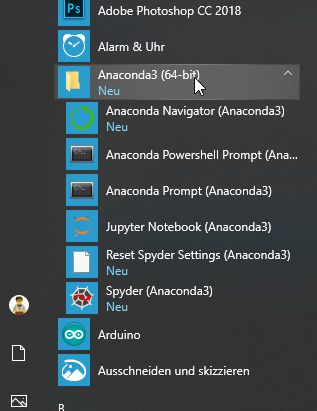 Ps
Adobe Photoshop CC 2018
Alarm & Uhr
Anaconda3 (64-bit)
Neu
Anaconda Navigator (Anaconda3)
Neu
Anaconda Powershell Prompt (Ana...
Anaconda Prompt (Anaconda3)
Jupyter Notebook (Anaconda3)
Reset Spyder Settings (Anaconda3)
Neu
Spyder (Anaconda3)
Neu
Arduino
Ausschneiden und skizzieren
B